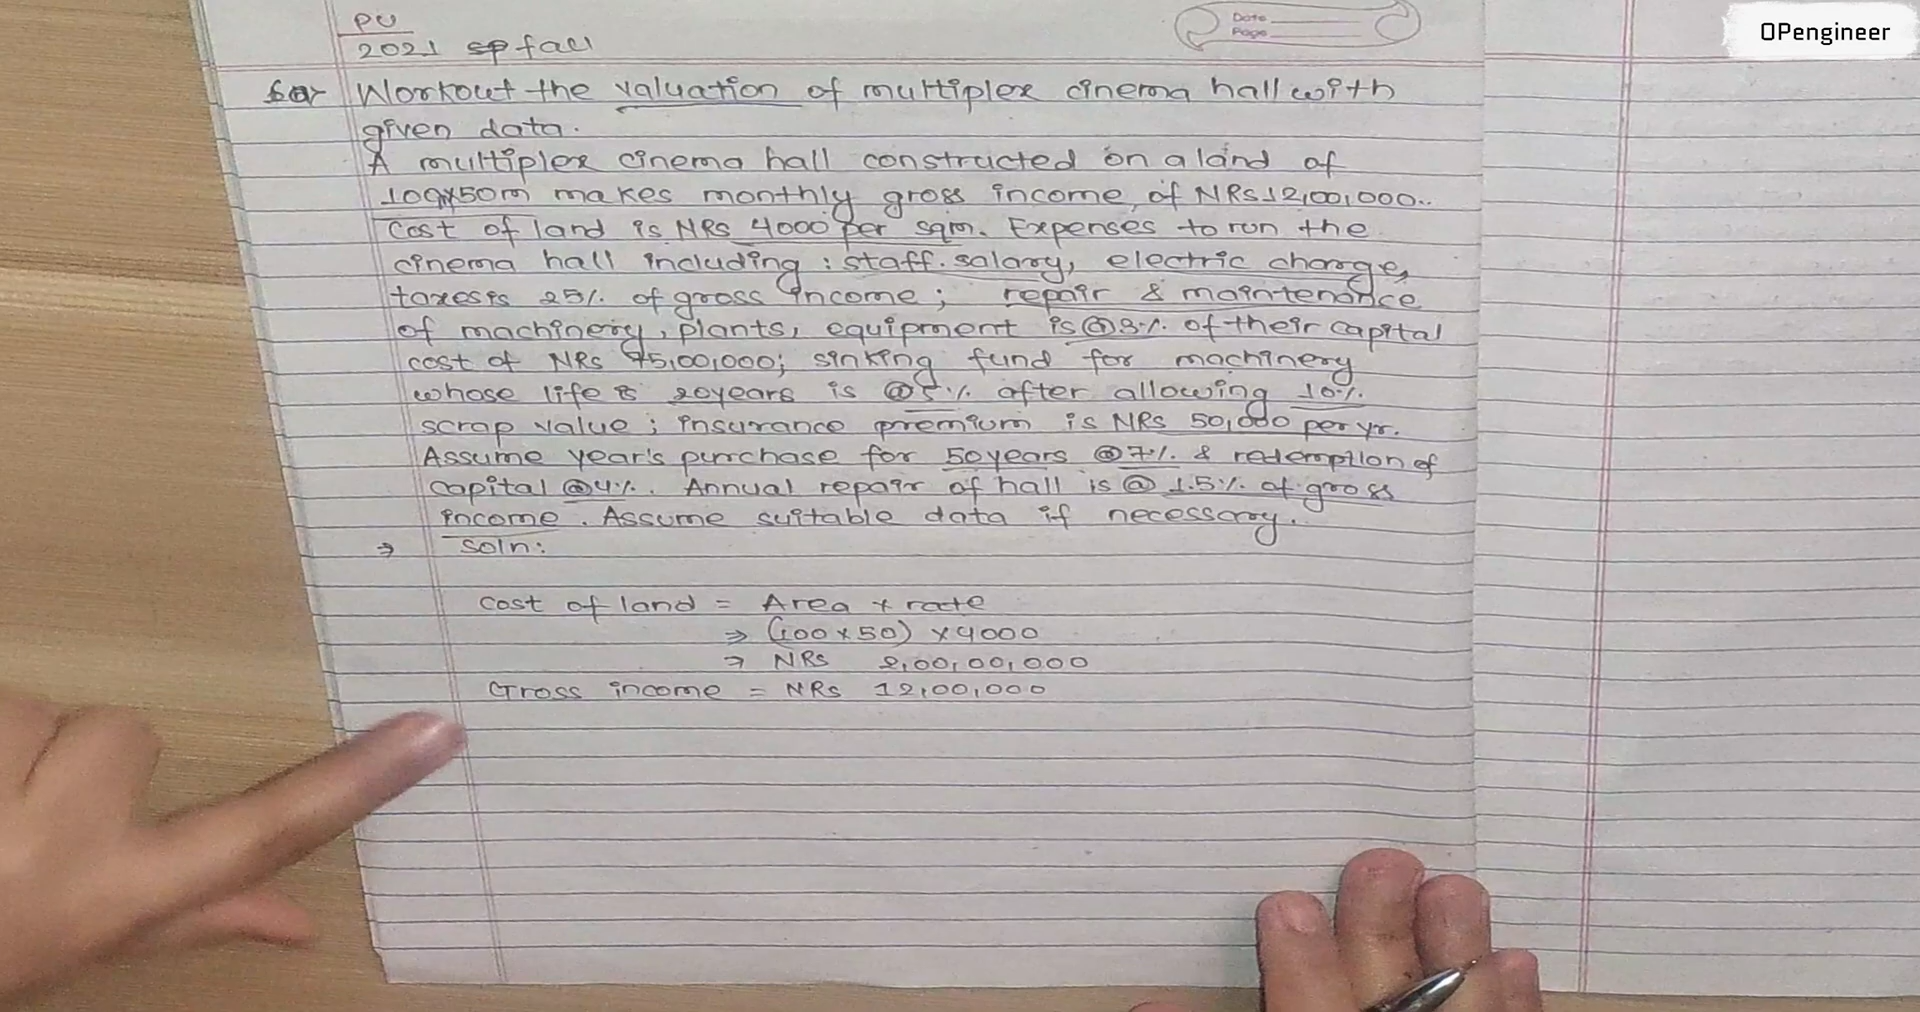 PU
2021 sp fall
Date
Page
OPengineer
6a> Workout the valuation of multiplex cinema hall with
given data.
A multiplex cinema hall constructed on a land of
100mx50m makes monthly gross income of NRS 12,00,000..
Cost of land is NRS 4000 per sqm. Expenses to run the
cinema hall including : staff salary, electric charge,
taxes is 25% of gross income ; repair & maintenance
of machinery, plants, equipment is @3% of their capital
cost of NRS 75,00,000; sinking fund for machinery
whose life is 20years is @5% after allowing 10%
scrap value ; insurance premium is NRS 50,000 per yr.
Assume year's purchase for 50years @7% & redemption of
capital @4%. Annual repair of hall is @ 1.5% of gross
income. Assume suitable data if necessary.
⇒ Soln:
Cost of land = Area x rate
⇒ (100x50) x4000
⇒ NRS 2,00,00,000
Gross income = NRS 12,00,000